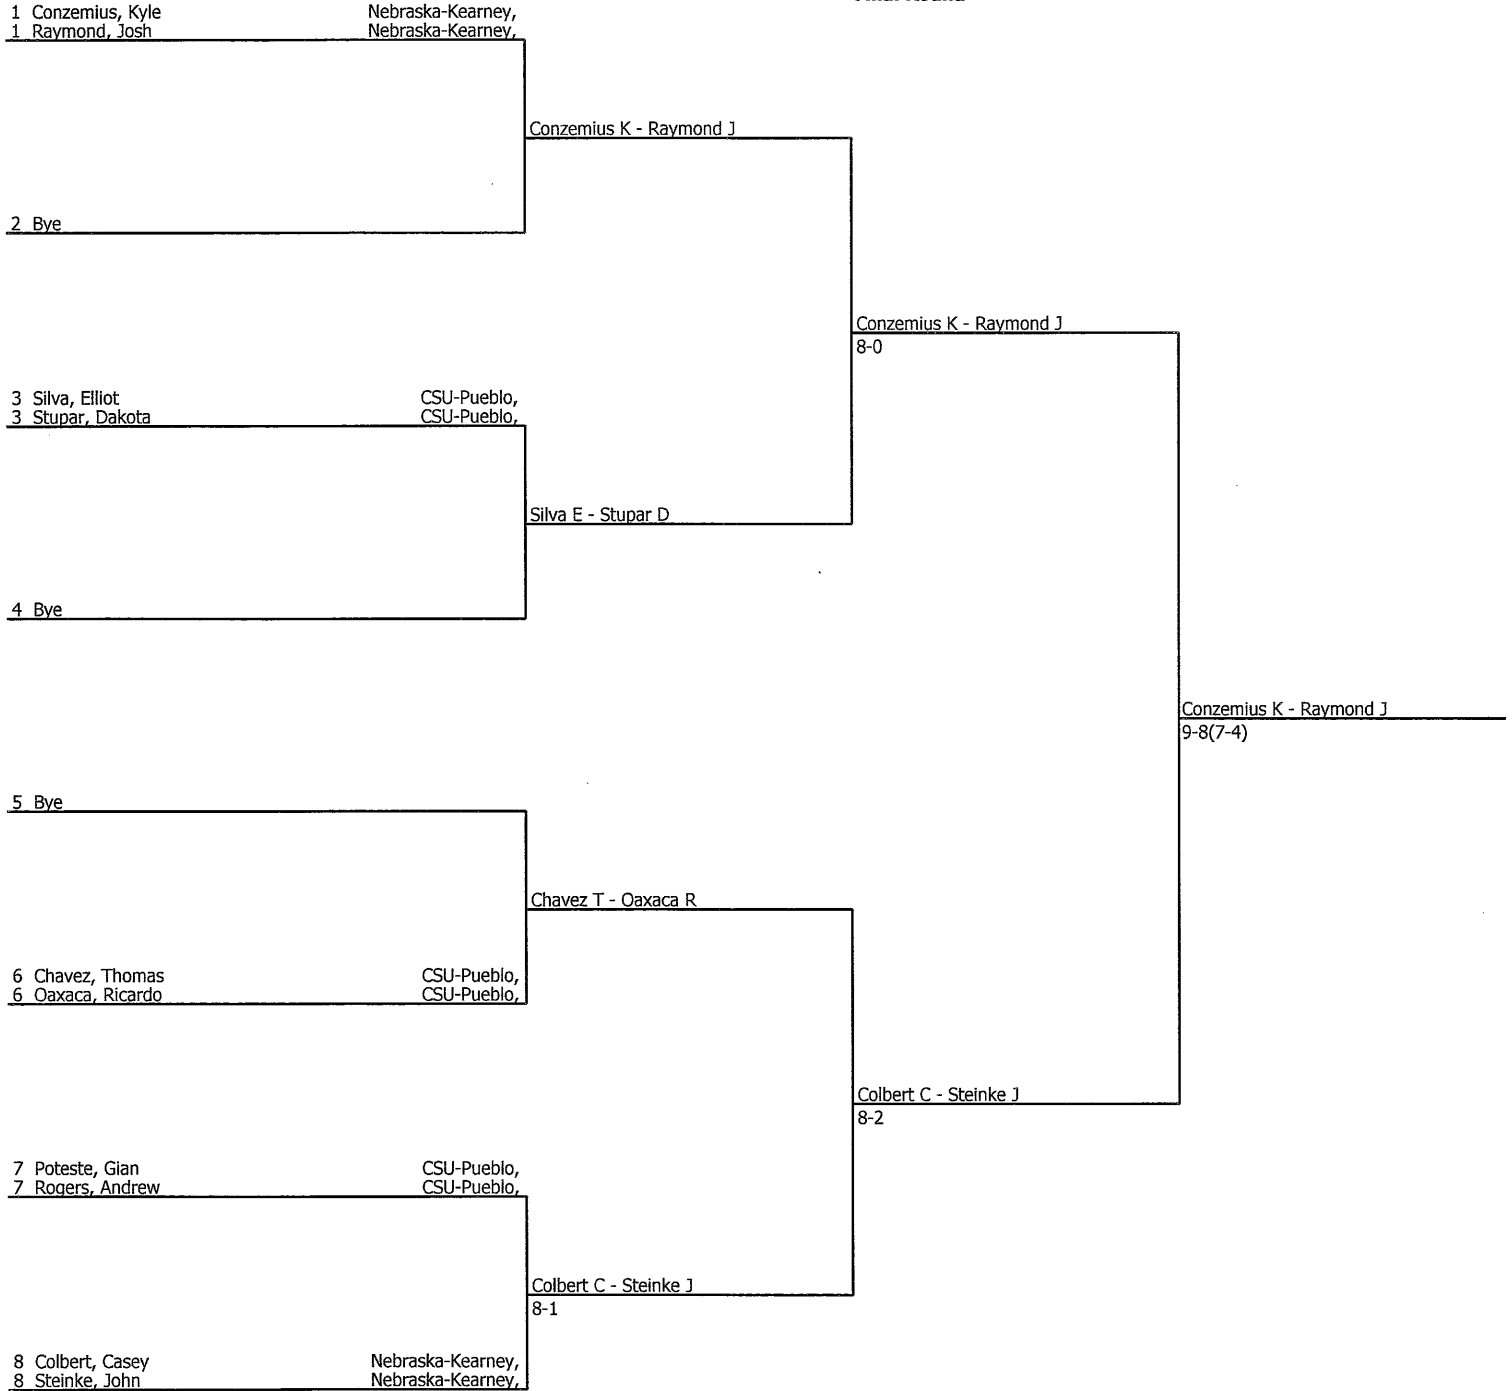 1 Conzemius, Kyle Nebraska-Kearney,
1 Raymond, Josh Nebraska-Kearney,
Conzemius K - Raymond J
2 Bye
Conzemius K - Raymond J
8-0
3 Silva, Elliot CSU-Pueblo,
3 Stupar, Dakota CSU-Pueblo,
Silva E - Stupar D
4 Bye
Conzemius K - Raymond J
9-8(7-4)
5 Bye
Chavez T - Oaxaca R
6 Chavez, Thomas CSU-Pueblo,
6 Oaxaca, Ricardo CSU-Pueblo,
Colbert C - Steinke J
8-2
7 Poteste, Gian CSU-Pueblo,
7 Rogers, Andrew CSU-Pueblo,
Colbert C - Steinke J
8-1
8 Colbert, Casey Nebraska-Kearney,
8 Steinke, John Nebraska-Kearney,